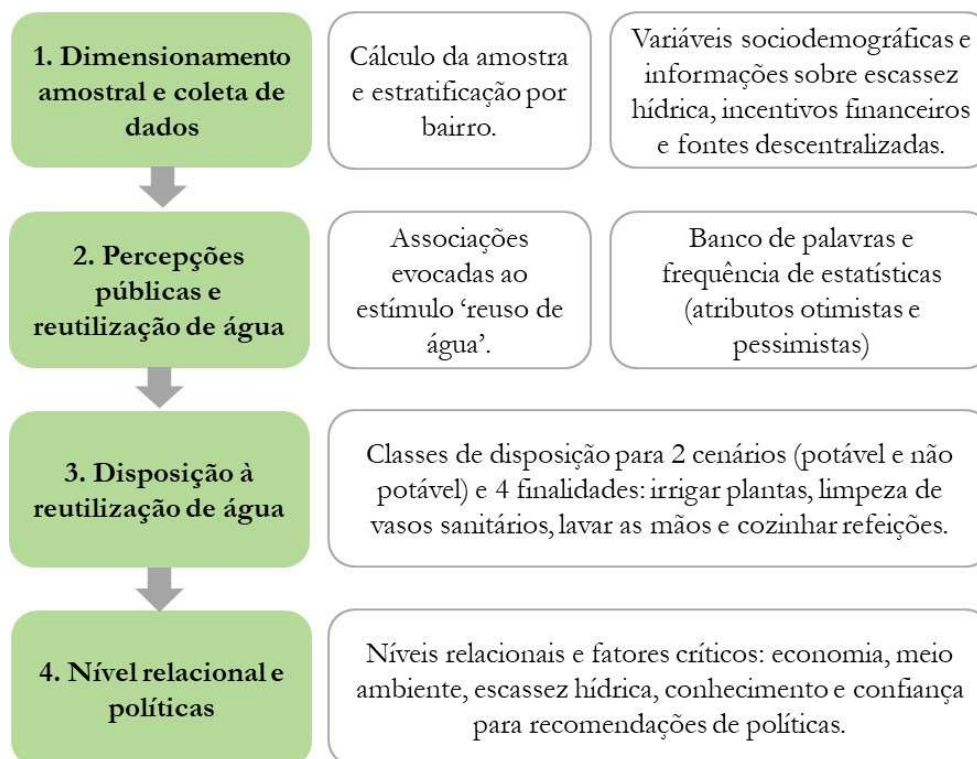 1. Dimensionamento
amostral e coleta de
dados
Cálculo da amostra
e estratificação por
bairro.
Variáveis sociodemográficas e
informações sobre escassez
hídrica, incentivos financeiros
e fontes descentralizadas.
2. Percepções
públicas e
reutilização de água
Associações
evocadas ao
estímulo ‘reuso de
água’.
Banco de palavras e
frequência de estatísticas
(atributos otimistas e
pessimistas)
3. Disposição à
reutilização de água
Classes de disposição para 2 cenários (potável e não
potável) e 4 finalidades: irrigar plantas, limpeza de
vasos sanitários, lavar as mãos e cozinhar refeições.
4. Nível relacional e
políticas
Níveis relacionais e fatores críticos: economia, meio
ambiente, escassez hídrica, conhecimento e confiança
para recomendações de políticas.